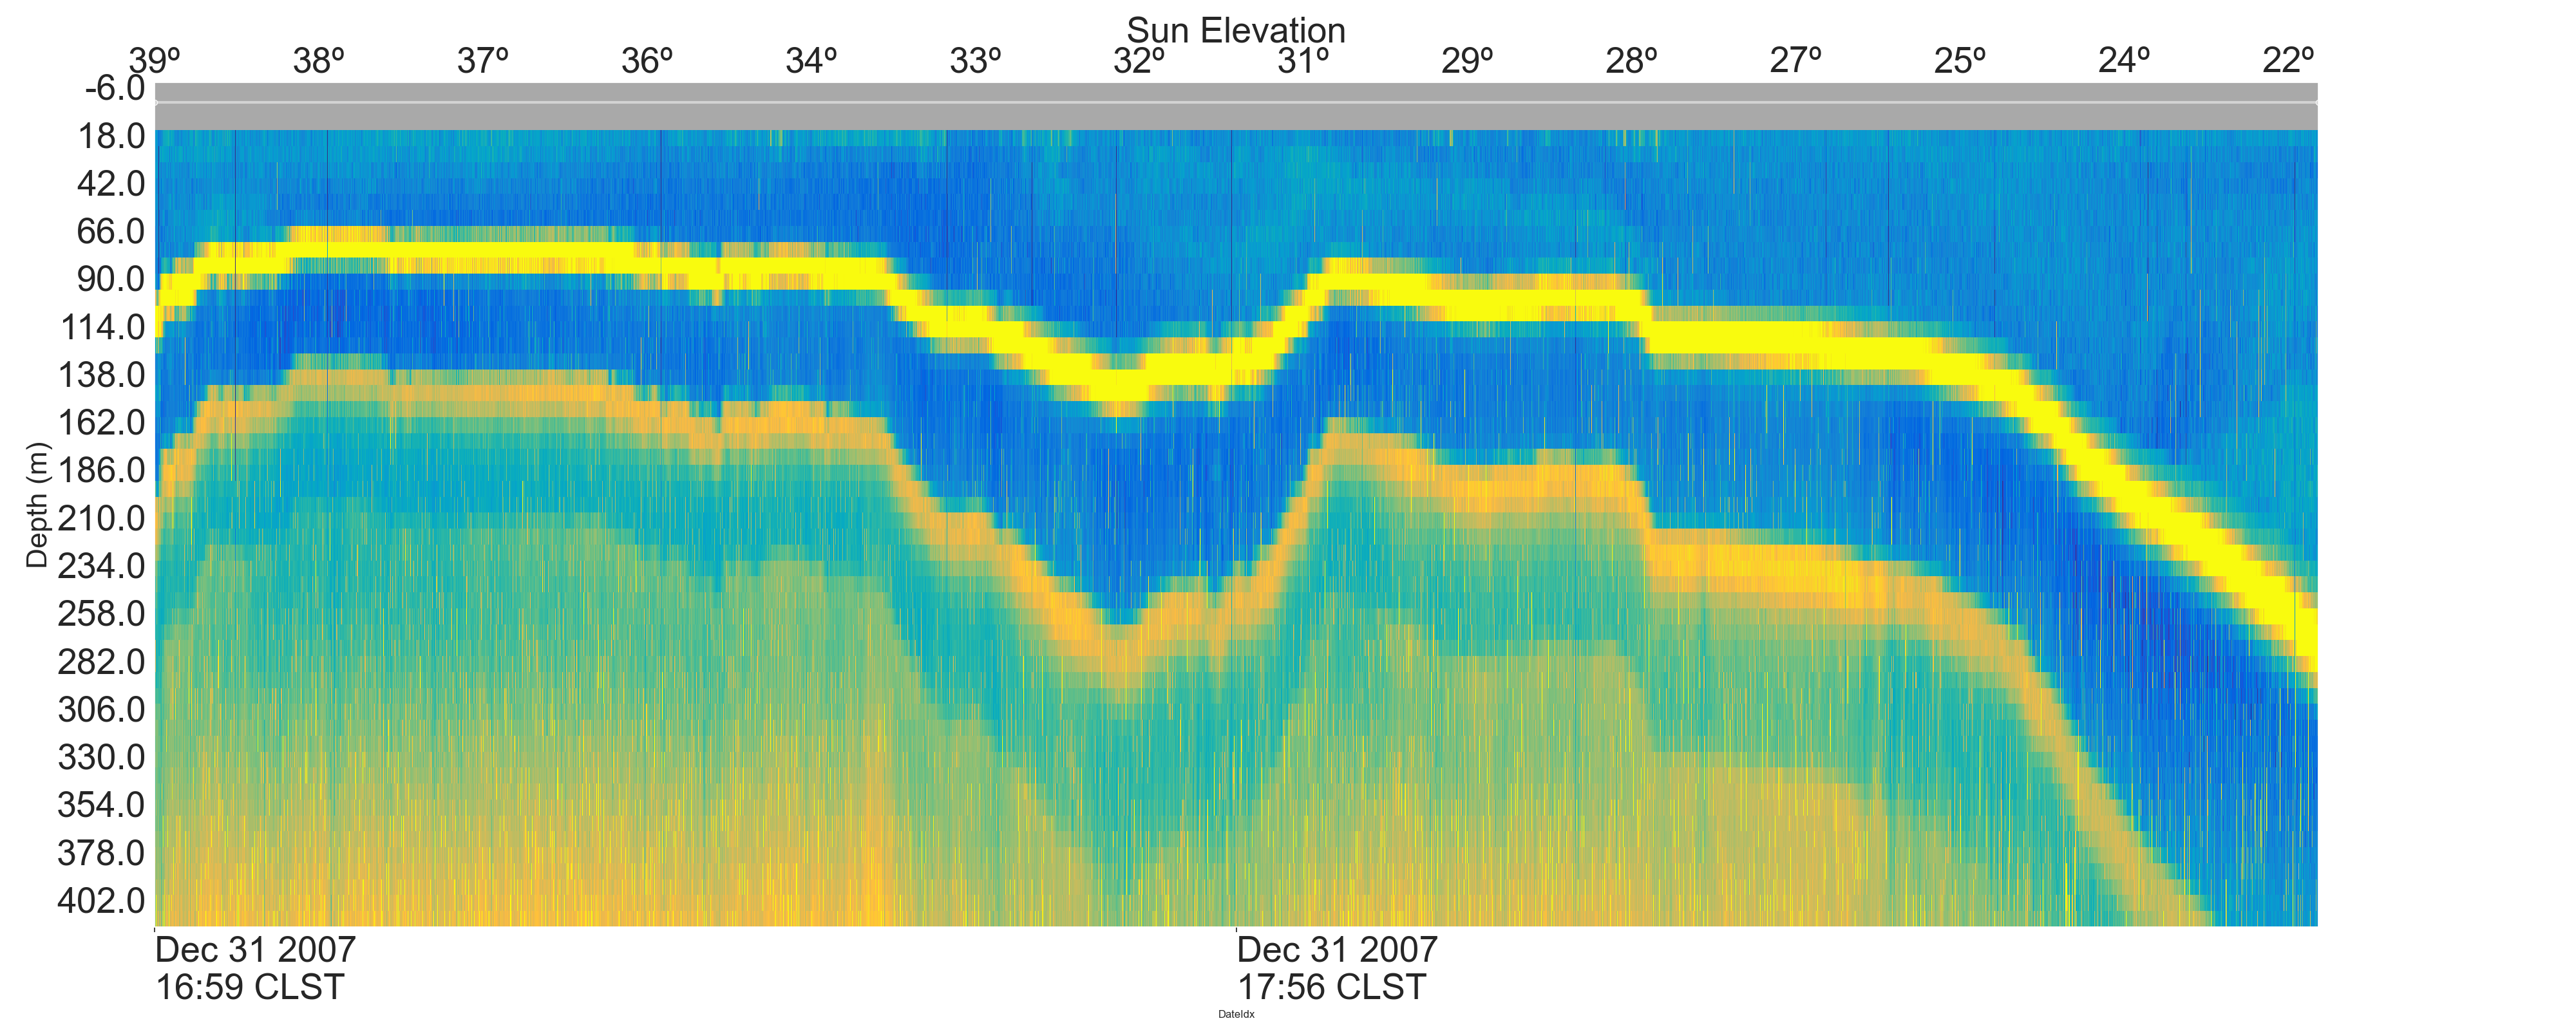 Sun Elevation
39º 38º 37º 36º 34º 33º 32º 31º 29º 28º 27º 25º 24º 22º
-6.0
18.0
42.0
66.0
90.0
114.0
138.0
162.0
186.0
210.0
234.0
258.0
282.0
306.0
330.0
354.0
378.0
402.0
Depth (m)
Dec 31 2007
16:59 CLST
Dec 31 2007
17:56 CLST
DateIdx